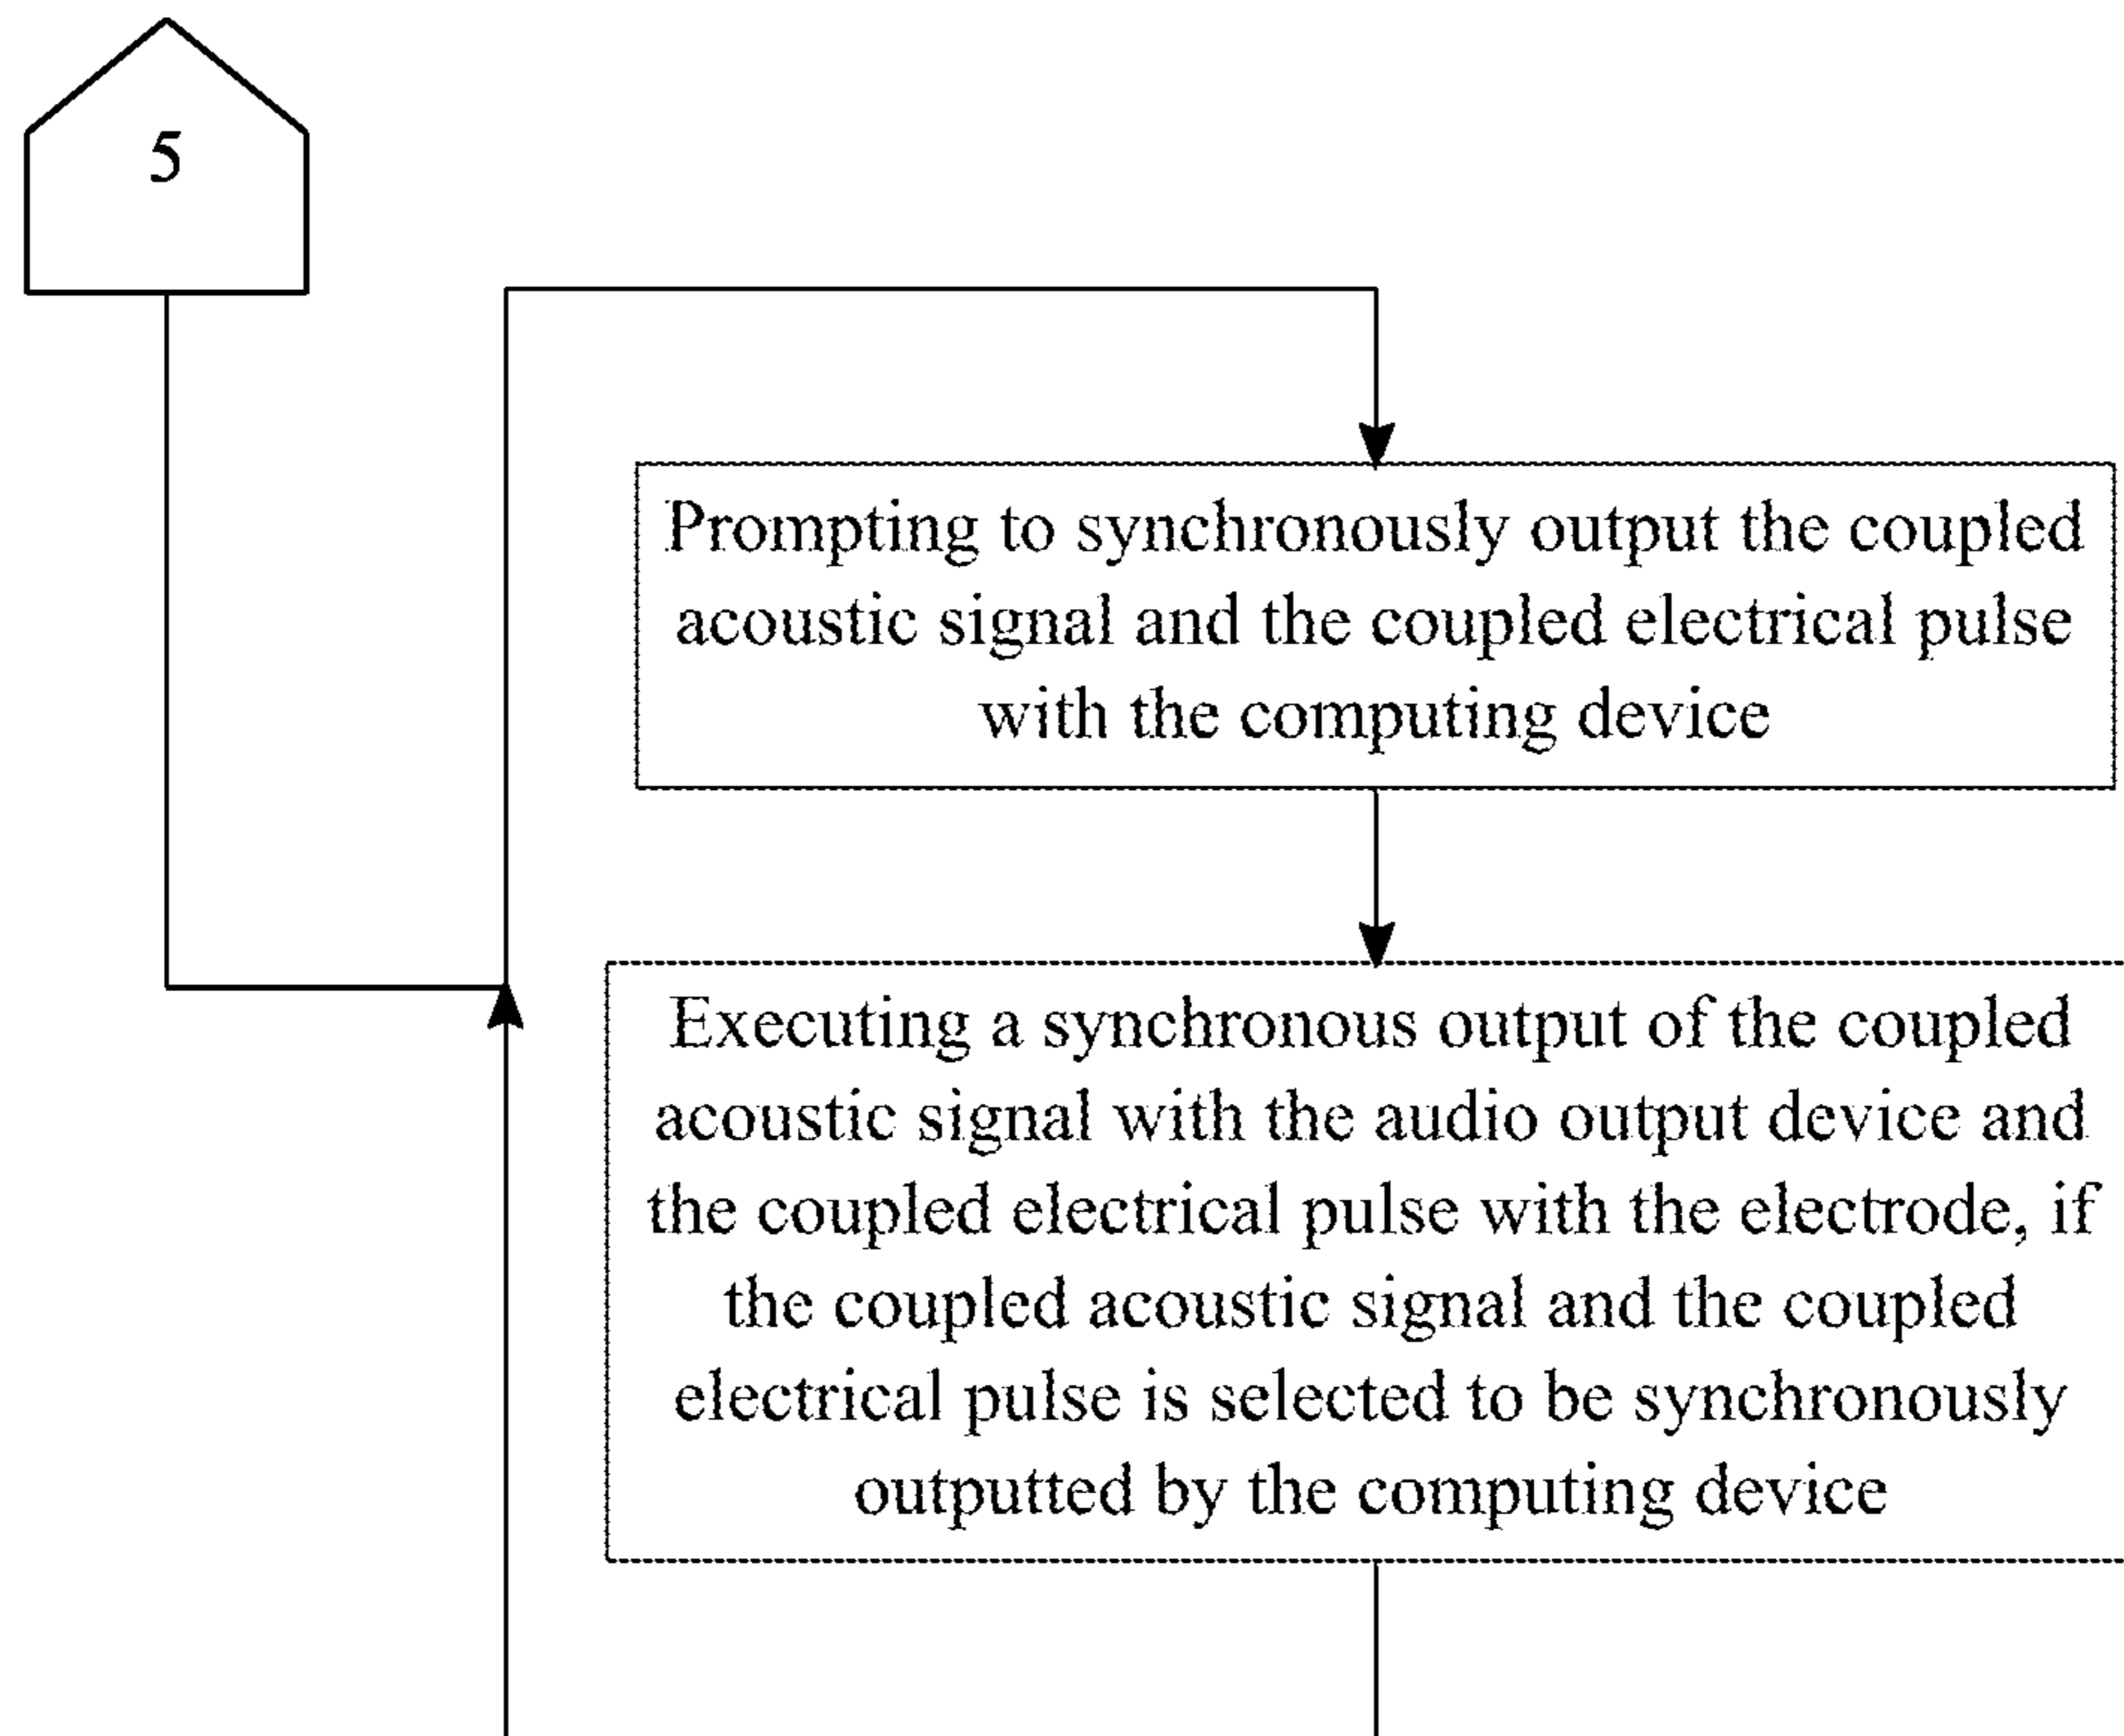 5
Prompting to synchronously output the coupled
acoustic signal and the coupled electrical pulse
with the computing device
Executing a synchronous output of the coupled
acoustic signal with the audio output device and
the coupled electrical pulse with the electrode, if
the coupled acoustic signal and the coupled
electrical pulse is selected to be synchronously
outputted by the computing device